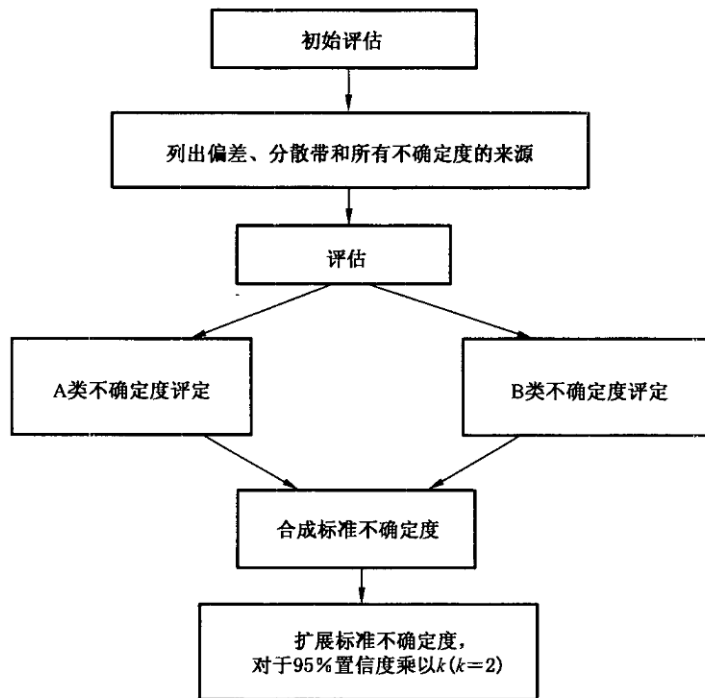 初始评估
列出偏差、分散带和所有不确定度的来源
评估
A类不确定度评定
B类不确定度评定
合成标准不确定度
扩展标准不确定度，
对于95%置信度乘以k(k=2)